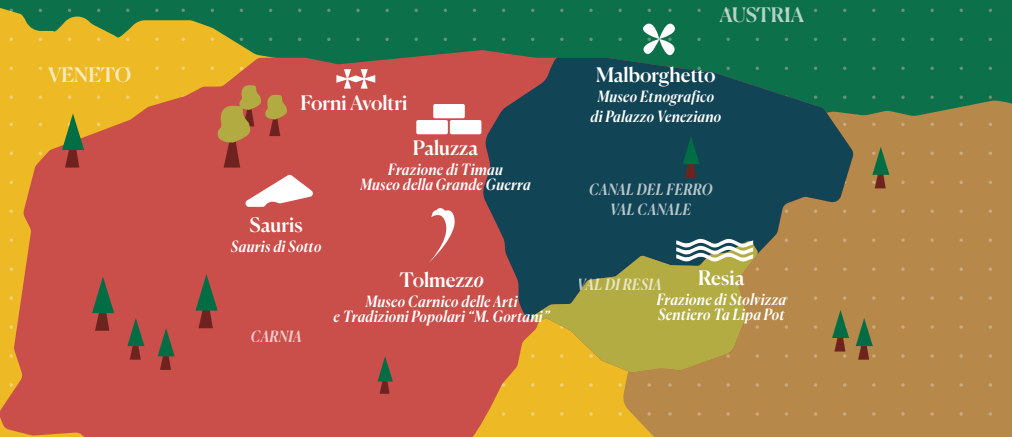 AUSTRIA
VENETO
Malborghetto
Museo Etnografico
di Palazzo Veneziano
Forni Avoltri
Paluzza
Frazione di Timau
Museo della Grande Guerra
CANAL DEL FERRO
VAL CANALE
Sauris
Sauris di Sotto
Tolmezzo
Museo Carnico delle Arti
e Tradizioni Popolari “M. Gortani”
VAL DI RESIA
Resia
Frazione di Stolvizza
Sentiero Ta Lipa Pot
CARNIA